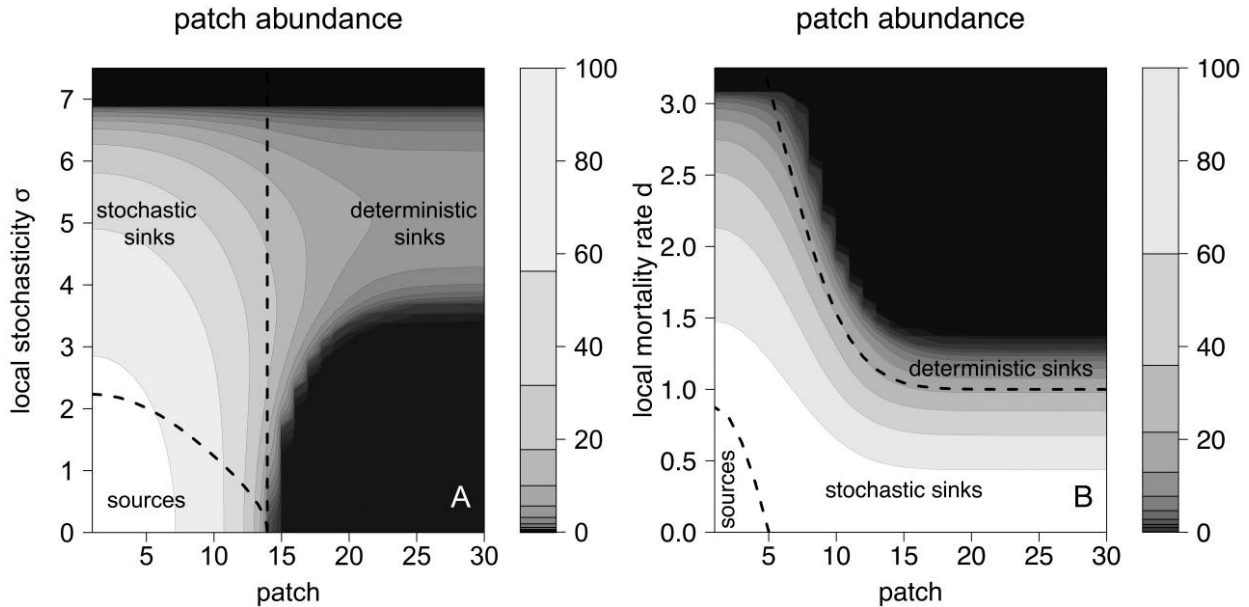 patch abundance
local stochasticity σ
7
6
5
4
3
2
1
0
stochastic
sinks
deterministic
sinks
sources
A
5
10
15
20
25
30
patch
100
80
60
40
20
0
patch abundance
local mortality rate d
3.0
2.5
2.0
1.5
1.0
0.5
0.0
deterministic sinks
sources
stochastic sinks
B
5
10
15
20
25
30
patch
100
80
60
40
20
0